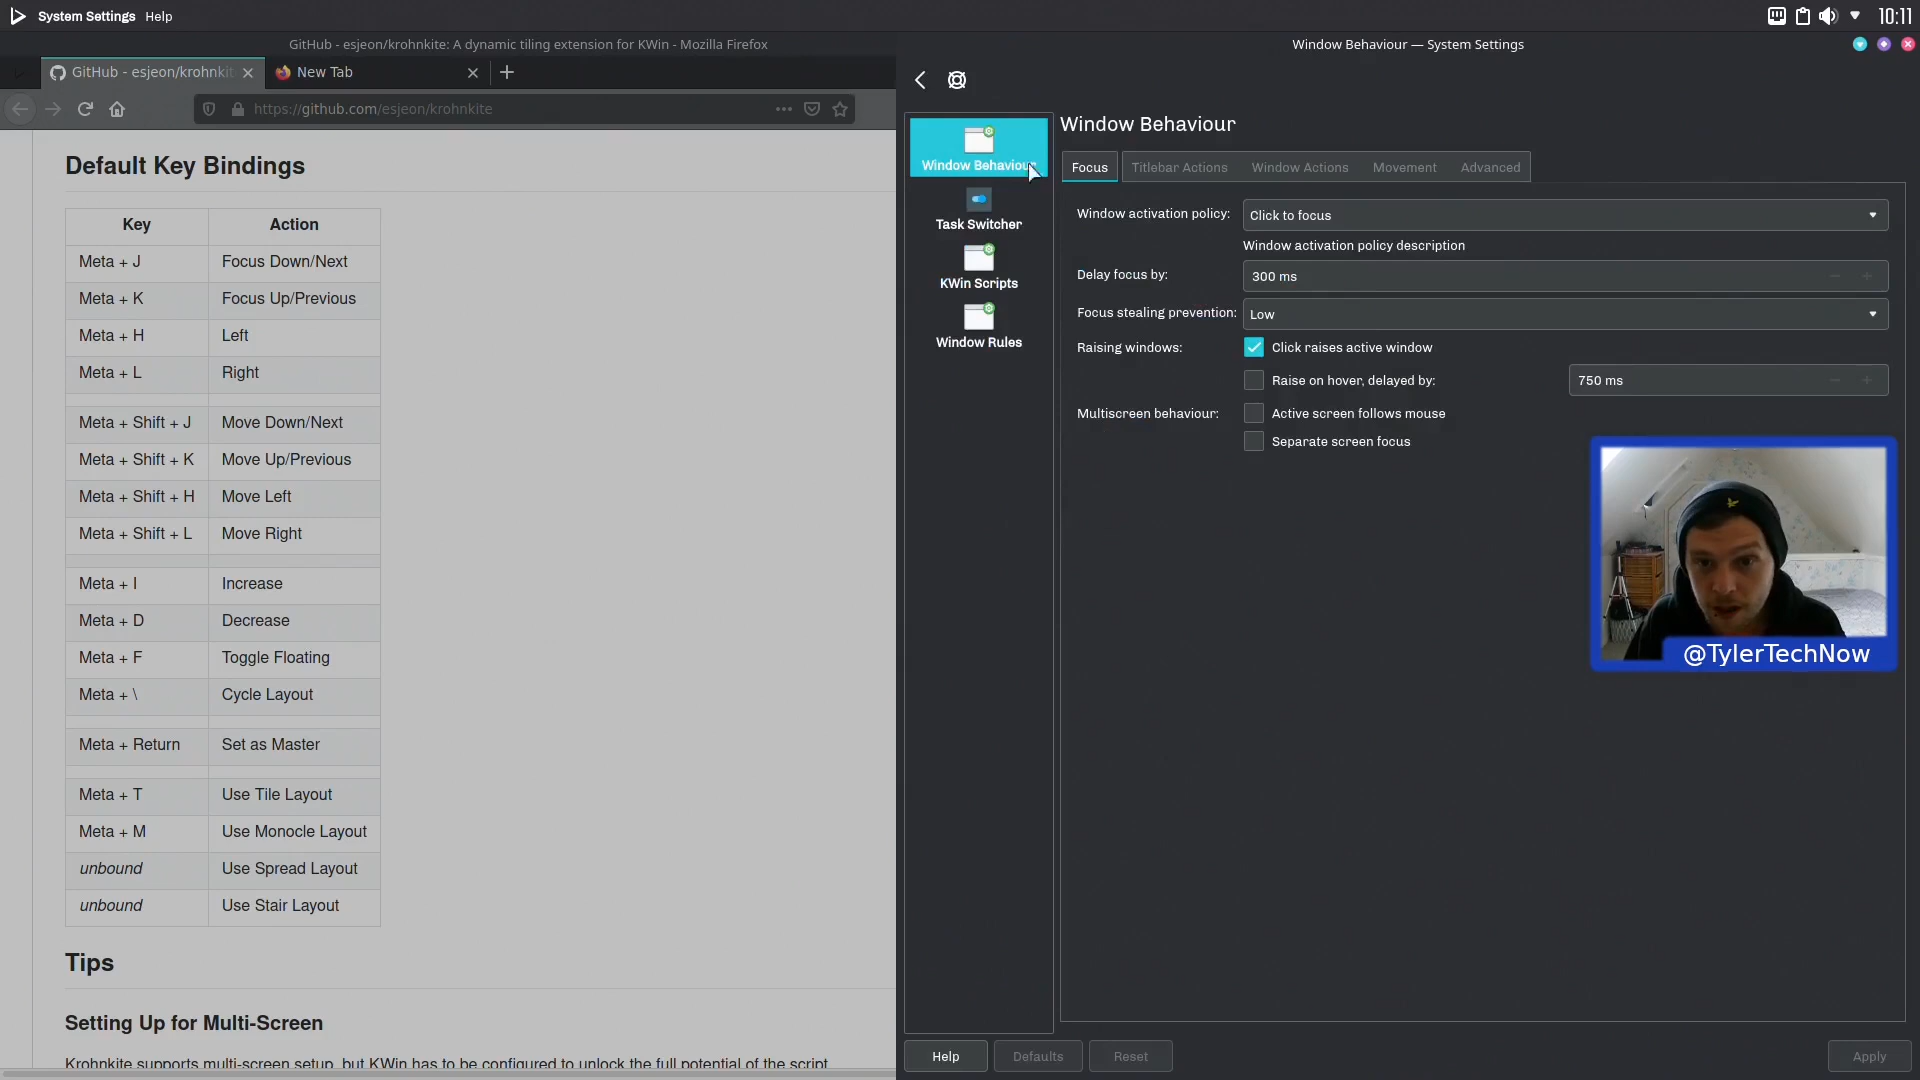 System Settings Help
10:11
GitHub - esjeon/krohnkite: A dynamic tiling extension for KWin - Mozilla Firefox
GitHub - esjeon/krohnkit
New Tab
https://github.com/esjeon/krohnkite
Default Key Bindings
Key Action
Meta + J Focus Down/Next
Meta + K Focus Up/Previous
Meta + H Left
Meta + L Right
Meta + Shift + J Move Down/Next
Meta + Shift + K Move Up/Previous
Meta + Shift + H Move Left
Meta + Shift + L Move Right
Meta + I Increase
Meta + D Decrease
Meta + F Toggle Floating
Meta + \ Cycle Layout
Meta + Return Set as Master
Meta + T Use Tile Layout
Meta + M Use Monocle Layout
unbound Use Spread Layout
unbound Use Stair Layout
Tips
Setting Up for Multi-Screen
Krohnkite supports multi-screen setup, but KWin has to be configured to unlock the full potential of the script
Window Behaviour — System Settings
Window Behaviour
Task Switcher
KWin Scripts
Window Rules
Window Behaviour
Focus Titlebar Actions Window Actions Movement Advanced
Window activation policy: Click to focus
Window activation policy description
Delay focus by: 300 ms
Focus stealing prevention: Low
Raising windows: Click raises active window
Raise on hover, delayed by: 750 ms
Multiscreen behaviour: Active screen follows mouse
Separate screen focus
@TylerTechNow
Help Defaults Reset Apply